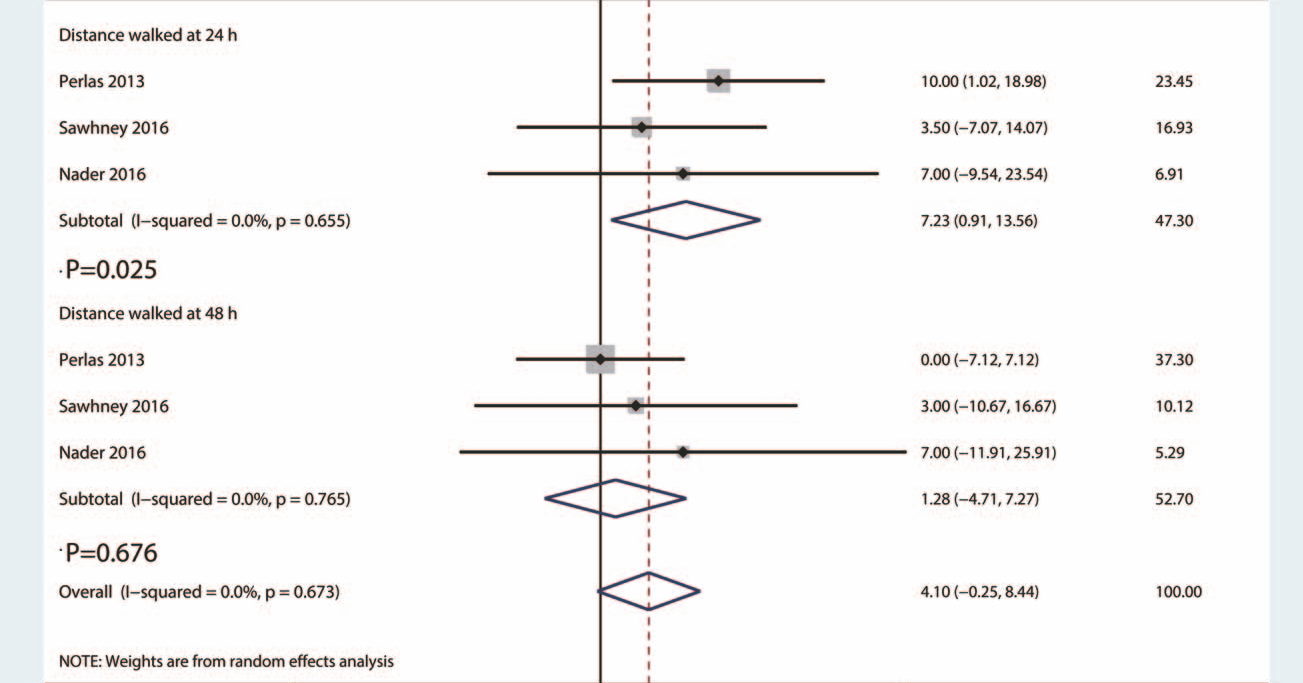 Distance walked at 24 h
Perlas 2013 10.00 (1.02, 18.98) 23.45
Sawhney 2016 3.50 (−7.07, 14.07) 16.93
Nader 2016 7.00 (−9.54, 23.54) 6.91
Subtotal (I−squared = 0.0%, p = 0.655) 7.23 (0.91, 13.56) 47.30
·P=0.025
Distance walked at 48 h
Perlas 2013 0.00 (−7.12, 7.12) 37.30
Sawhney 2016 3.00 (−10.67, 16.67) 10.12
Nader 2016 7.00 (−11.91, 25.91) 5.29
Subtotal (I−squared = 0.0%, p = 0.765) 1.28 (−4.71, 7.27) 52.70
·P=0.676
Overall (I−squared = 0.0%, p = 0.673) 4.10 (−0.25, 8.44) 100.00
NOTE: Weights are from random effects analysis